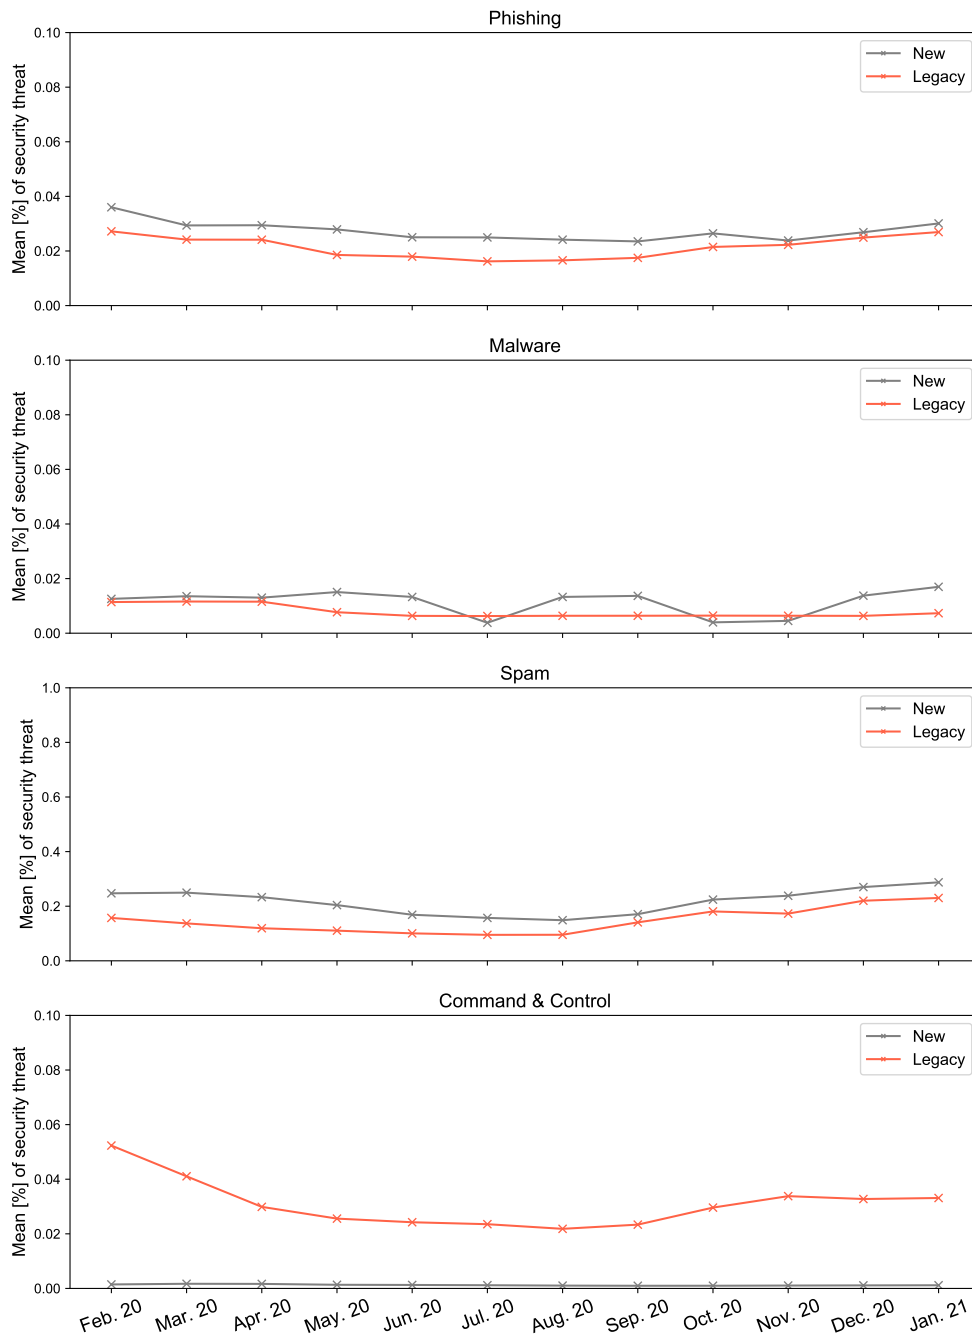 Phishing
Mean [%] of security threat
0.10
0.08
0.06
0.04
0.02
0.00
New
Legacy
Malware
Mean [%] of security threat
0.10
0.08
0.06
0.04
0.02
0.00
New
Legacy
Spam
Mean [%] of security threat
1.0
0.8
0.6
0.4
0.2
0.0
New
Legacy
Command & Control
Mean [%] of security threat
0.10
0.08
0.06
0.04
0.02
0.00
New
Legacy
Feb. 20 Mar. 20 Apr. 20 May. 20 Jun. 20 Jul. 20 Aug. 20 Sep. 20 Oct. 20 Nov. 20 Dec. 20 Jan. 21